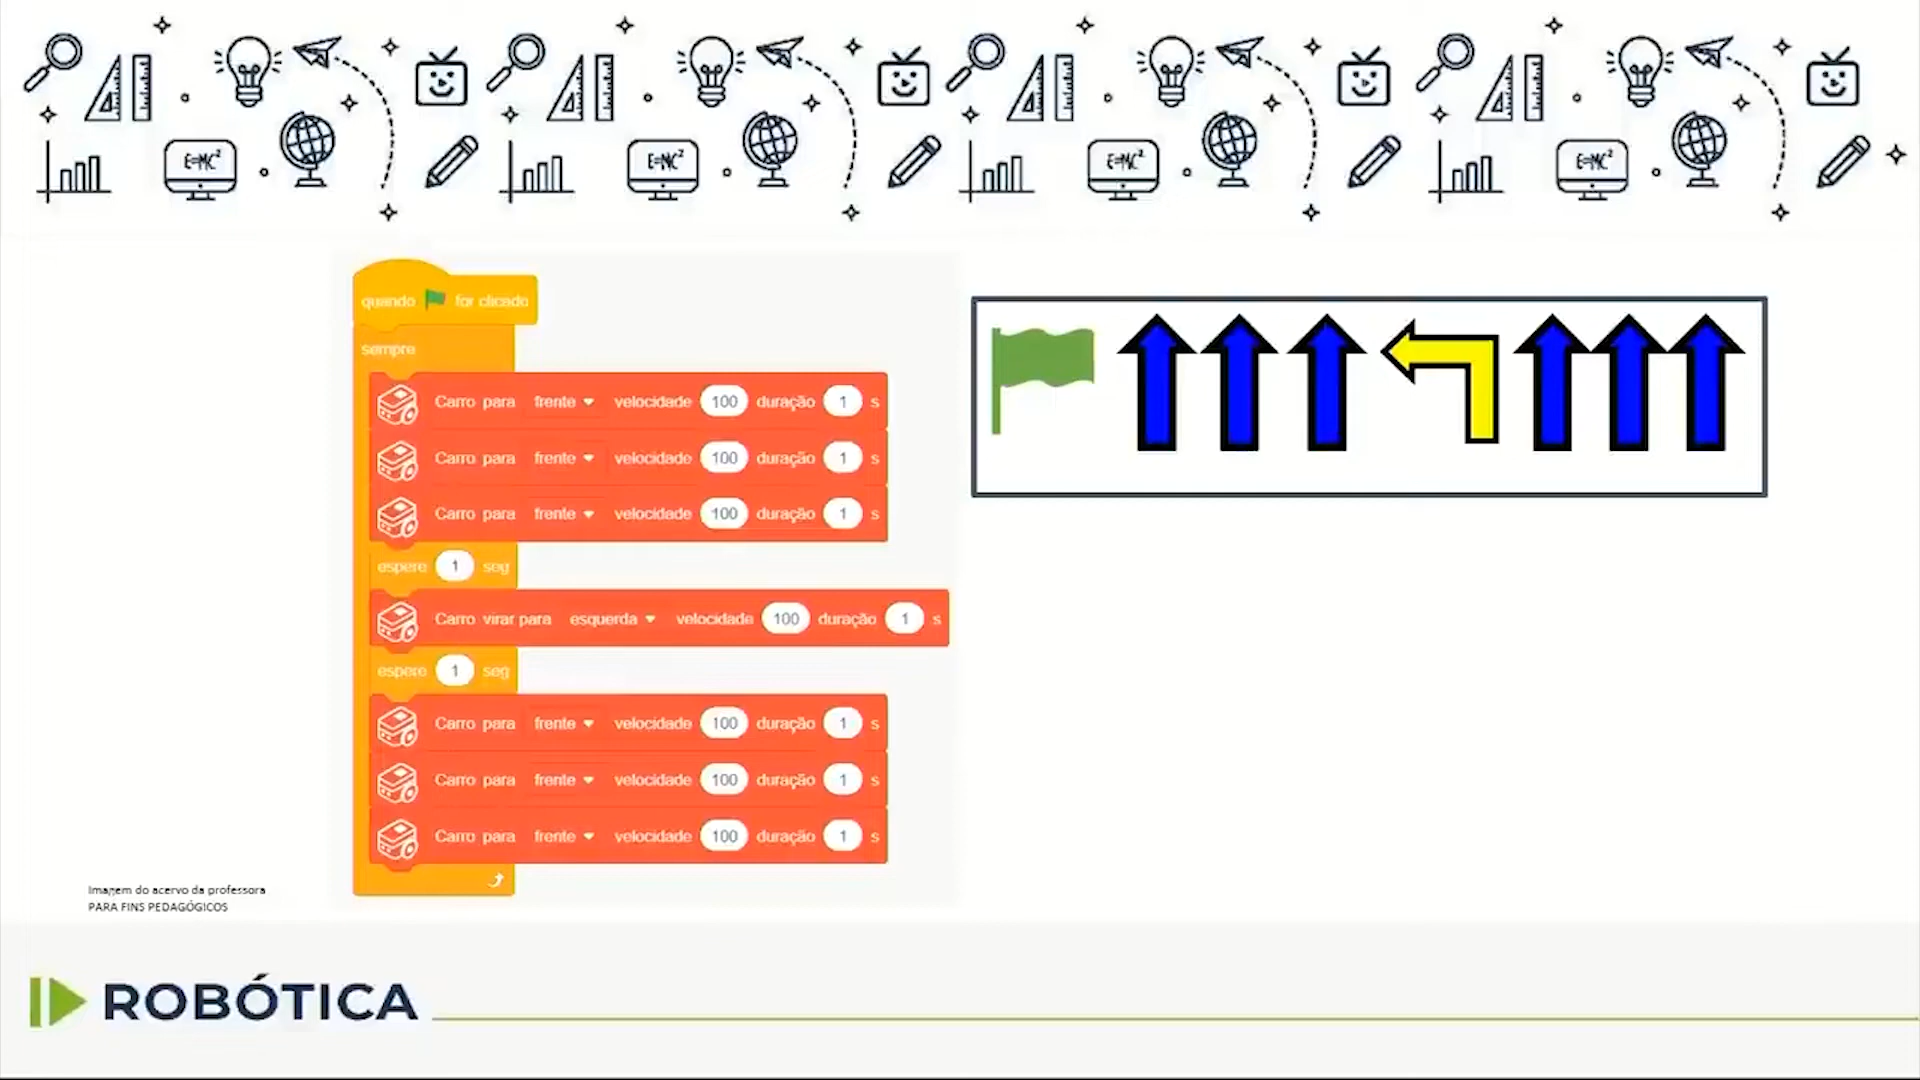 E=MC²
E=MC²
E=MC²
E=MC²
quando for clicado
sempre
Carro para frente velocidade 100 duração 1 s
Carro para frente velocidade 100 duração 1 s
Carro para frente velocidade 100 duração 1 s
espere 1 seg
Carro virar para esquerda velocidade 100 duração 1 s
espere 1 seg
Carro para frente velocidade 100 duração 1 s
Carro para frente velocidade 100 duração 1 s
Carro para frente velocidade 100 duração 1 s
Imagem do acervo da professora
PARA FINS PEDAGÓGICOS
ROBÓTICA